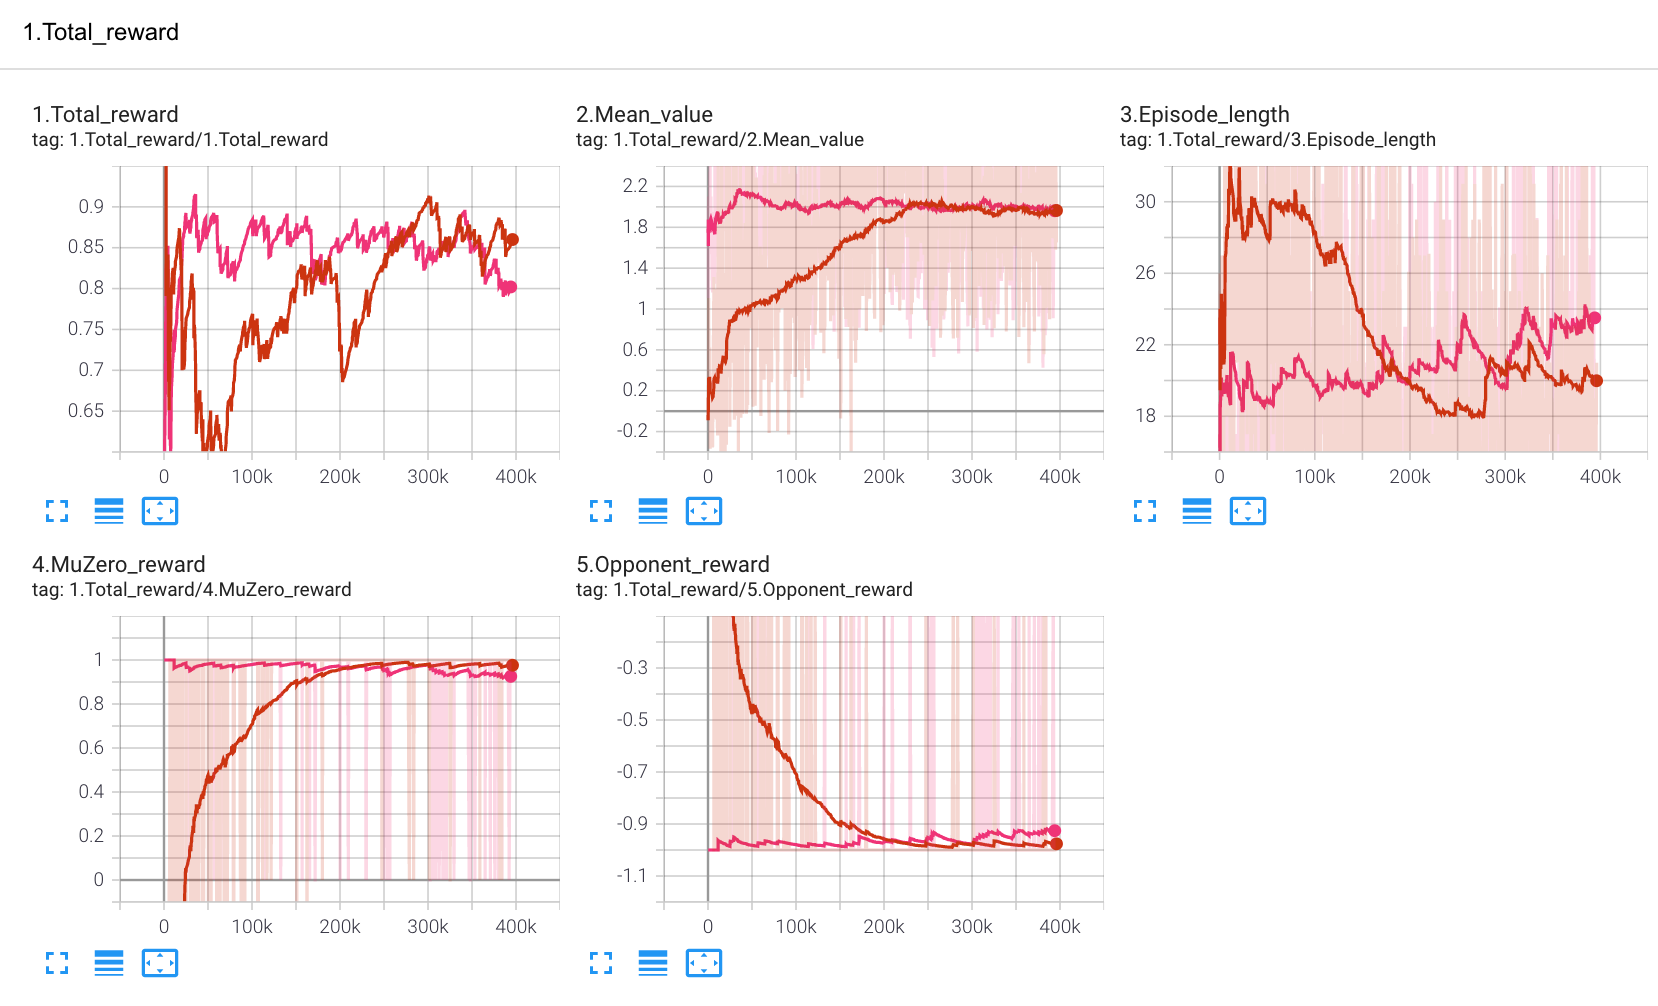 1.Total_reward
1.Total_reward
tag: 1.Total_reward/1.Total_reward
0.9
0.85
0.8
0.75
0.7
0.65
0 100k 200k 300k 400k
2.Mean_value
tag: 1.Total_reward/2.Mean_value
2.2
1.8
1.4
1
0.6
0.2
-0.2
0 100k 200k 300k 400k
3.Episode_length
tag: 1.Total_reward/3.Episode_length
30
26
22
18
0 100k 200k 300k 400k
4.MuZero_reward
tag: 1.Total_reward/4.MuZero_reward
1
0.8
0.6
0.4
0.2
0
0 100k 200k 300k 400k
5.Opponent_reward
tag: 1.Total_reward/5.Opponent_reward
-0.3
-0.5
-0.7
-0.9
-1.1
0 100k 200k 300k 400k